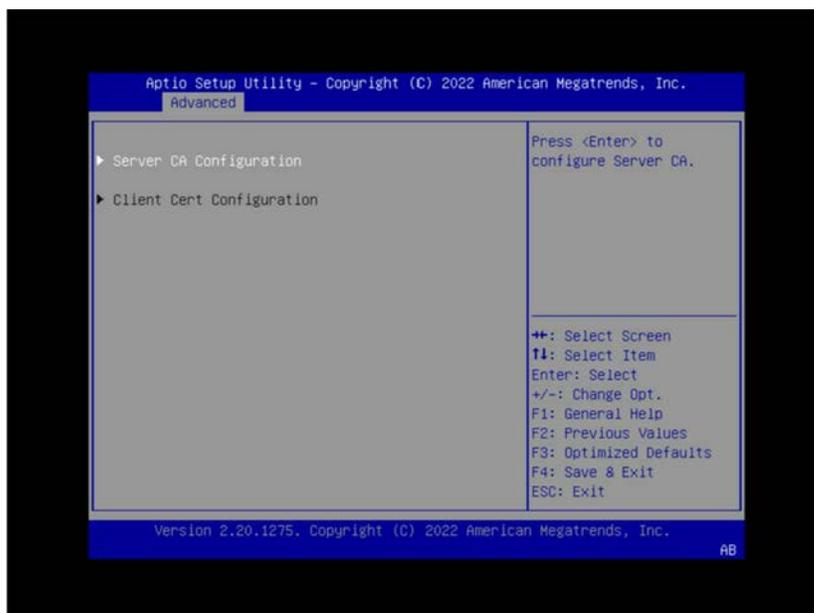 Aptio Setup Utility – Copyright (C) 2022 American Megatrends, Inc.
Advanced
▶ Server CA Configuration
▶ Client Cert Configuration
Press <Enter> to
configure Server CA.
→←: Select Screen
↑↓: Select Item
Enter: Select
+/-: Change Opt.
F1: General Help
F2: Previous Values
F3: Optimized Defaults
F4: Save & Exit
ESC: Exit
Version 2.20.1275. Copyright (C) 2022 American Megatrends, Inc.
AB